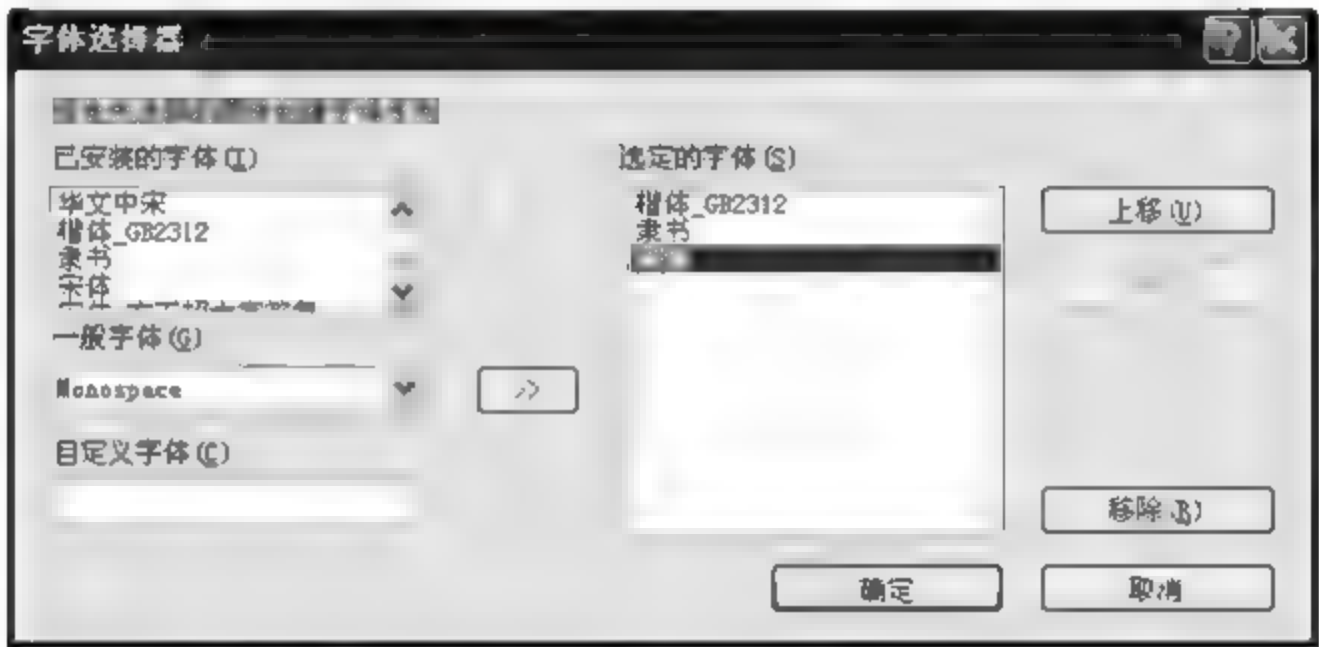 字体选择器
已安装的字体(I)
华文中宋
楷体_GB2312
隶书
宋体
一般字体(G)
Monospace
自定义字体(C)
>>
选定的字体(S)
楷体_GB2312
隶书
上移(U)
移除(R)
确定
取消